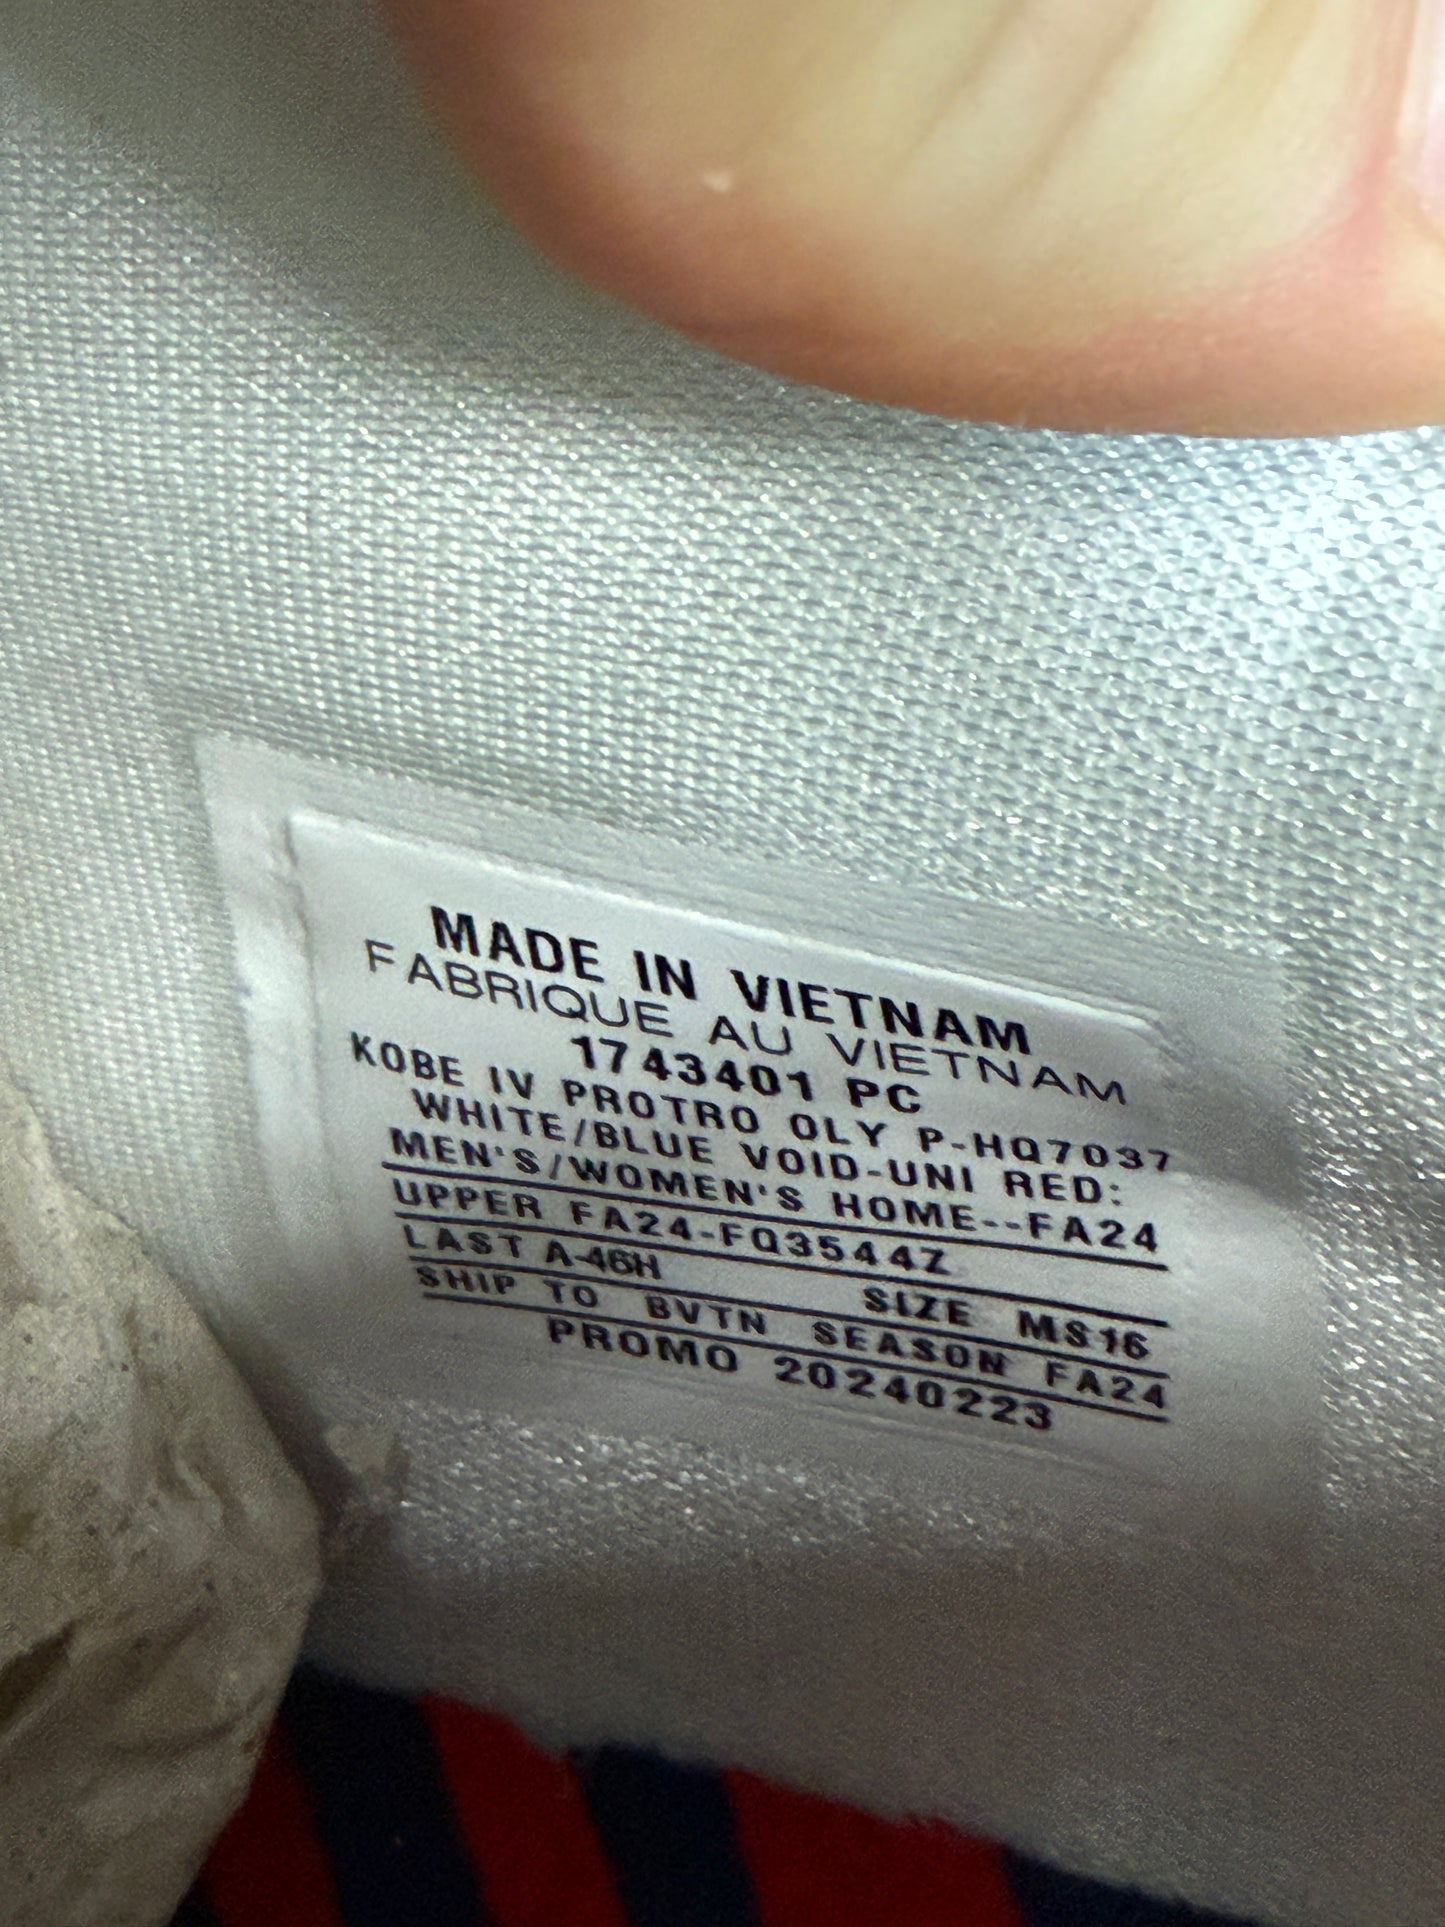 MADE IN VIETNAM
FABRIQUE AU VIETNAM
1743401 PC
KOBE IV PROTRO OLY P-HQ7037
WHITE/BLUE VOID-UNI RED:
MEN'S/WOMEN'S HOME--FA24
UPPER FA24-FQ3544Z
LAST A-46H SIZE MS16
SHIP TO BVTN SEASON FA24
PROMO 20240223